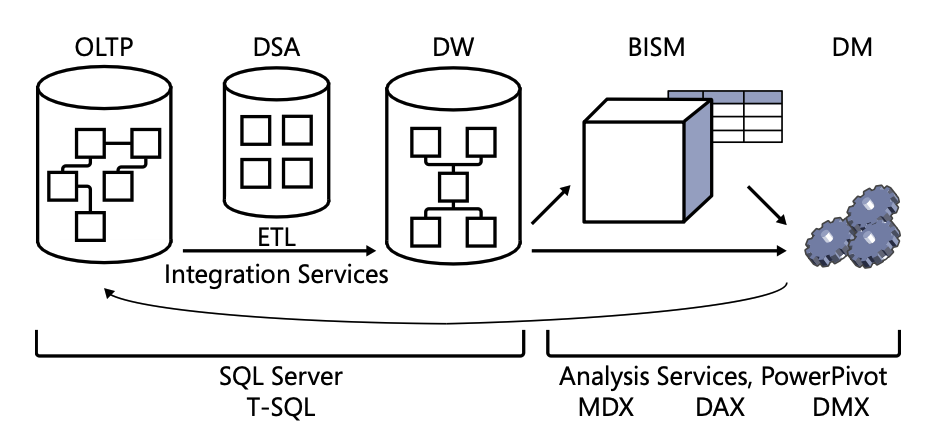 OLTP DSA DW BISM DM
ETL
Integration Services
SQL Server
T-SQL
Analysis Services, PowerPivot
MDX DAX DMX